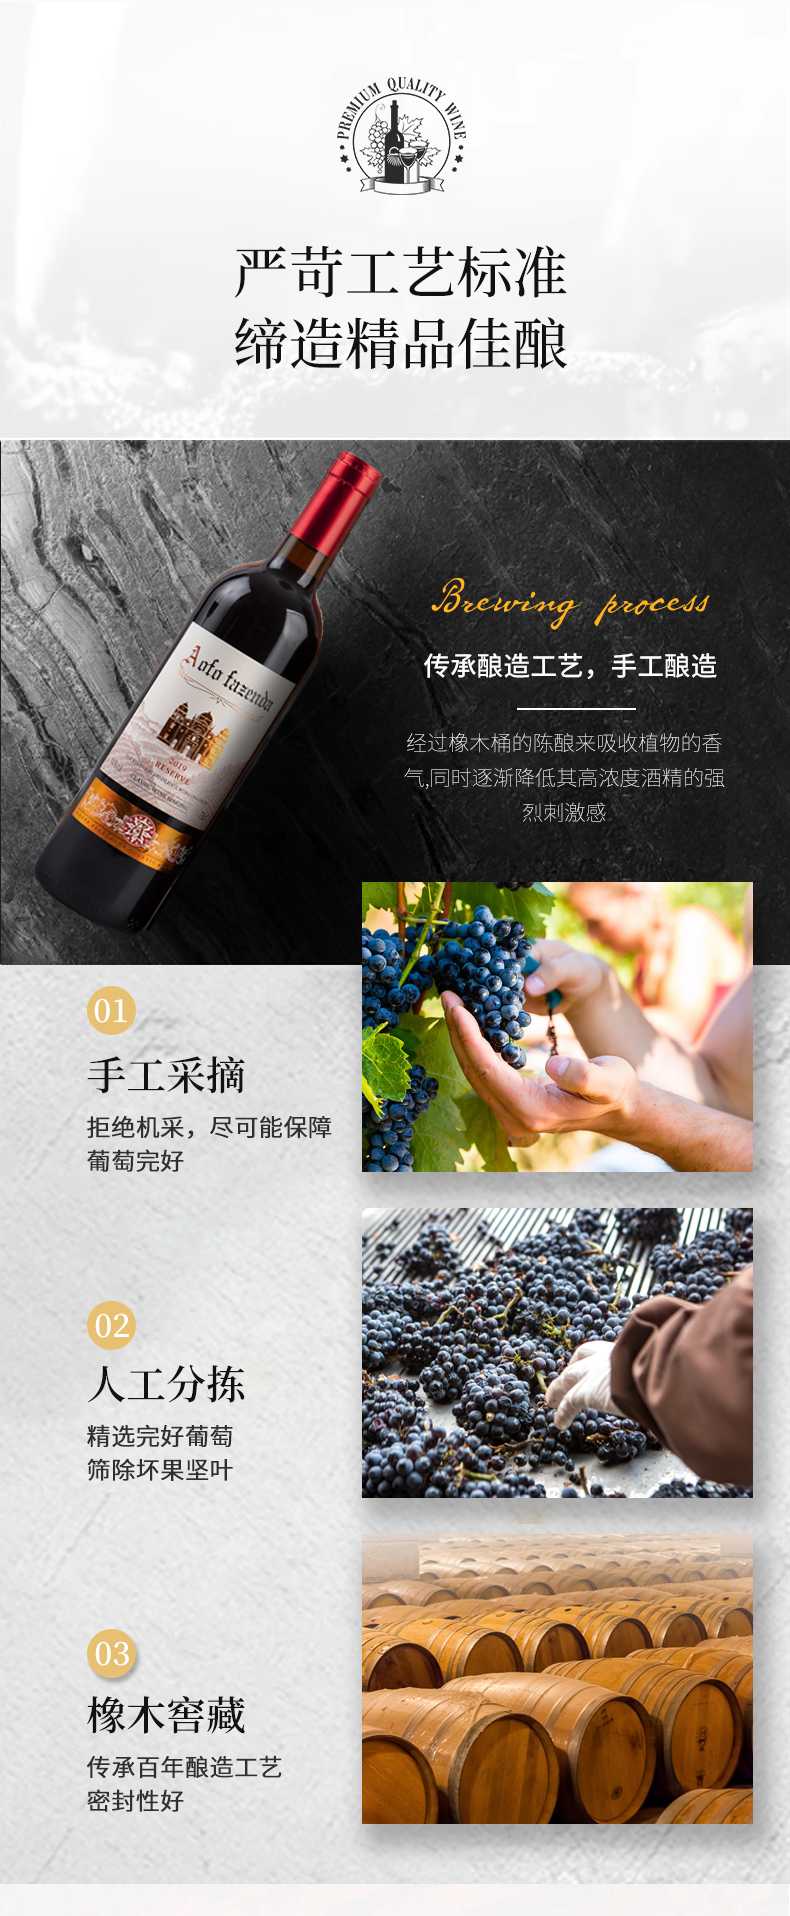 PREMIUM QUALITY WINE
严苛工艺标准
缔造精品佳酿
Brewing process
传承酿造工艺，手工酿造
经过橡木桶的陈酿来吸收植物的香
气,同时逐渐降低其高浓度酒精的强
烈刺激感
Aofo fazenda
2019
RESERVE
01
手工采摘
拒绝机采，尽可能保障
葡萄完好
02
人工分拣
精选完好葡萄
筛除坏果坚叶
03
橡木窖藏
传承百年酿造工艺
密封性好